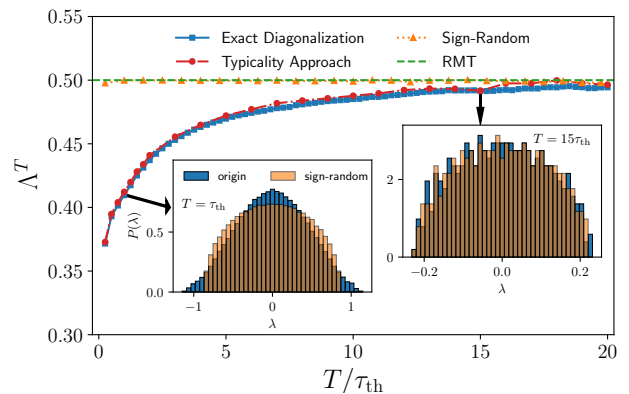 Exact Diagonalization
Typicality Approach
Sign-Random
RMT
0.55
0.50
0.45
0.40
0.35
0.30
Λ^T
0
5
10
15
20
T/τ_th
origin
sign-random
T = τ_th
P(λ)
0.5
0.0
−1
0
1
λ
T = 15τ_th
2
0
−0.2
0.0
0.2
λ